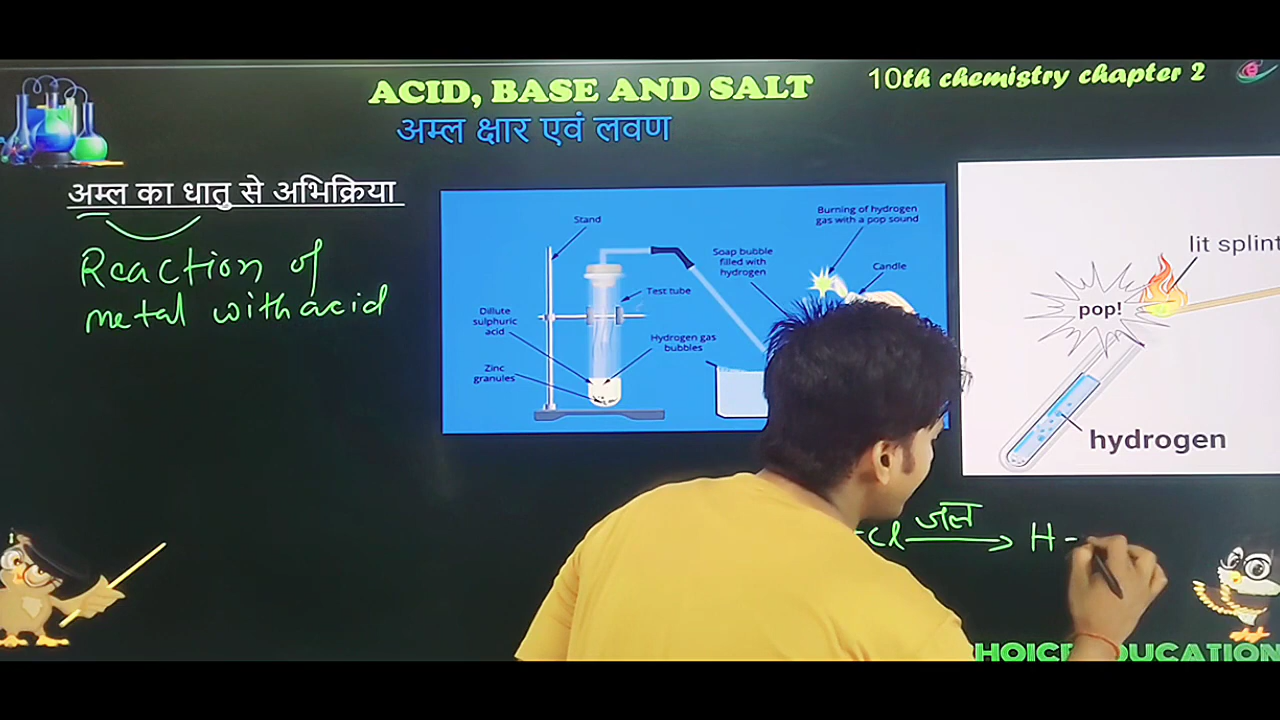 ACID, BASE AND SALT
10th chemistry chapter 2
अम्ल क्षार एवं लवण
अम्ल का धातु से अभिक्रिया
Reaction of
metal with acid
Stand
Test tube
Dillute
sulphuric
acid
Zinc
granules
Hydrogen gas
bubbles
Soap bubble
filled with
hydrogen
Burning of hydrogen
gas with a pop sound
Candle
lit splint
pop!
hydrogen
-Cl जल → H -
HOICE EDUCATION